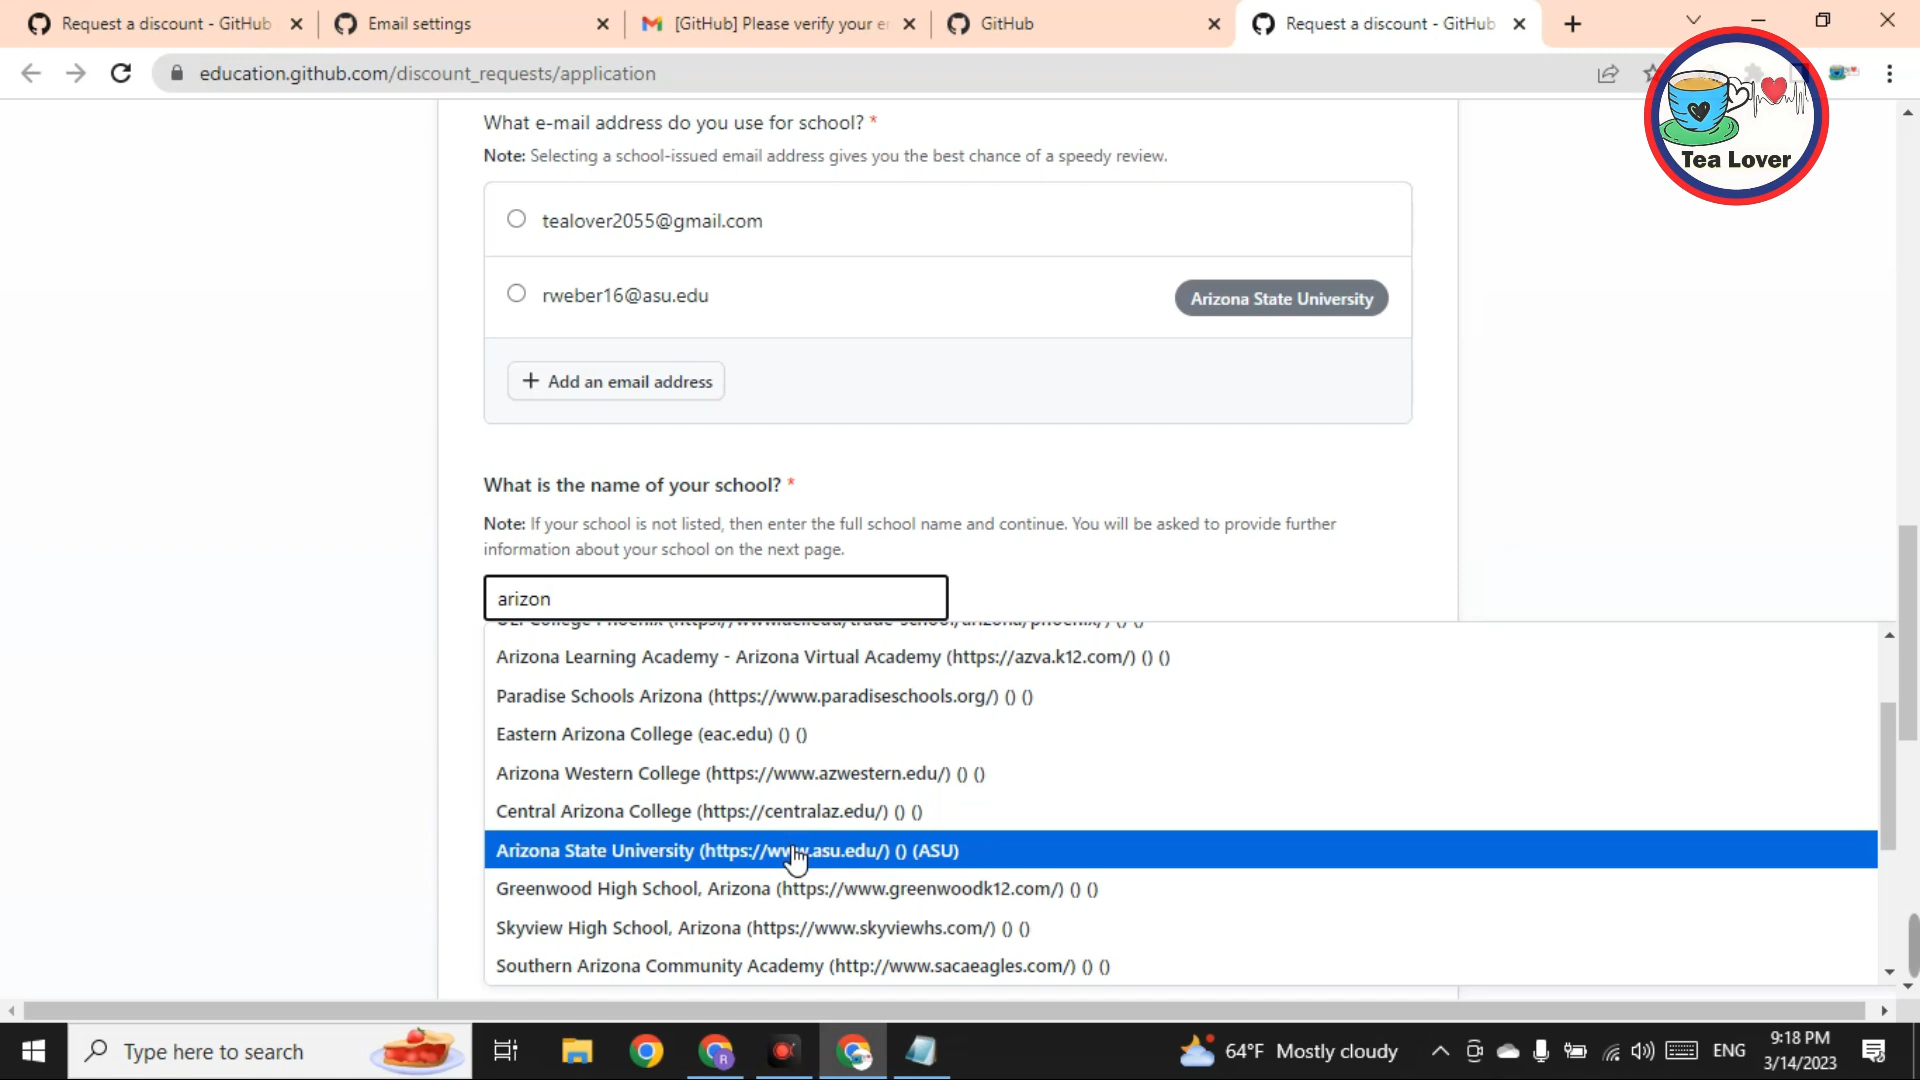 Request a discount - GitHub
Email settings
[GitHub] Please verify your e
GitHub
Request a discount - GitHub
education.github.com/discount_requests/application
Tea Lover
What e-mail address do you use for school? *
Note: Selecting a school-issued email address gives you the best chance of a speedy review.
tealover2055@gmail.com
rweber16@asu.edu
Arizona State University
+ Add an email address
What is the name of your school? *
Note: If your school is not listed, then enter the full school name and continue. You will be asked to provide further
information about your school on the next page.
arizon
Arizona Learning Academy - Arizona Virtual Academy (https://azva.k12.com/) () ()
Paradise Schools Arizona (https://www.paradiseschools.org/) () ()
Eastern Arizona College (eac.edu) () ()
Arizona Western College (https://www.azwestern.edu/) () ()
Central Arizona College (https://centralaz.edu/) () ()
Arizona State University (https://www.asu.edu/) () (ASU)
Greenwood High School, Arizona (https://www.greenwoodk12.com/) () ()
Skyview High School, Arizona (https://www.skyviewhs.com/) () ()
Southern Arizona Community Academy (http://www.sacaeagles.com/) () ()
Type here to search
R
64°F Mostly cloudy
ENG
9:18 PM
3/14/2023